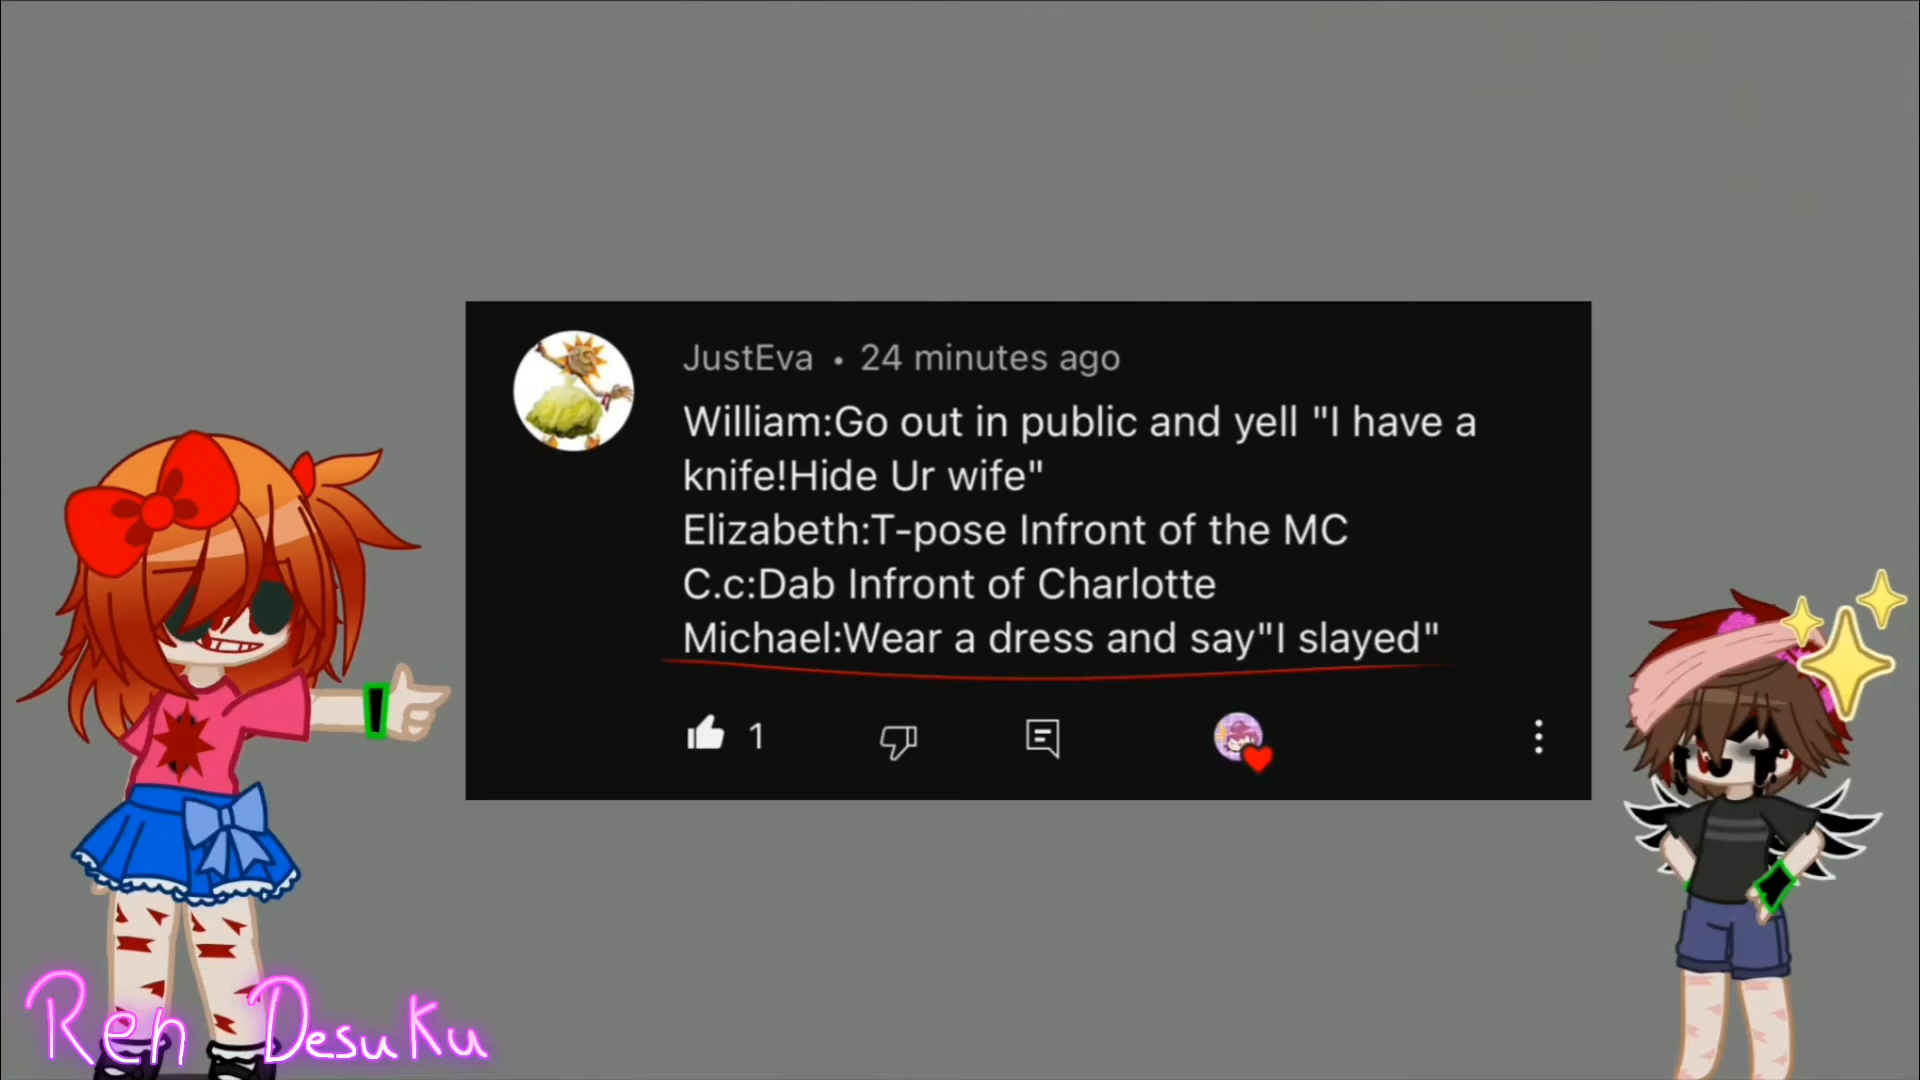 JustEva • 24 minutes ago
William:Go out in public and yell "I have a
knife!Hide Ur wife"
Elizabeth:T-pose Infront of the MC
C.c:Dab Infront of Charlotte
Michael:Wear a dress and say"I slayed"
1
Ren Desuku